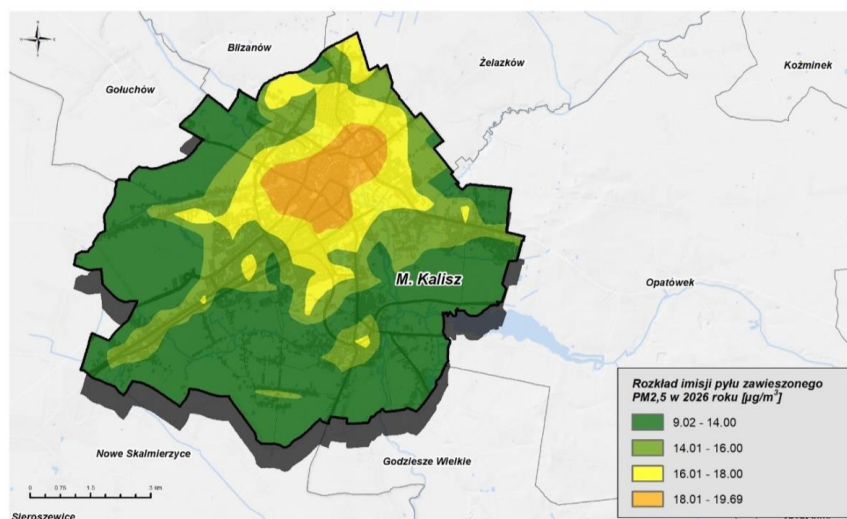 Blizanów
Żelazków
Koźminek
Gołuchów
M. Kalisz
Opatówek
Rozkład imisji pyłu zawieszonego
PM2,5 w 2026 roku [µg/m³]
9.02 - 14.00
14.01 - 16.00
16.01 - 18.00
18.01 - 19.69
Nowe Skalmierzyce
Godziesze Wielkie
0 0.75 1.5 3 km
Sieroszewice